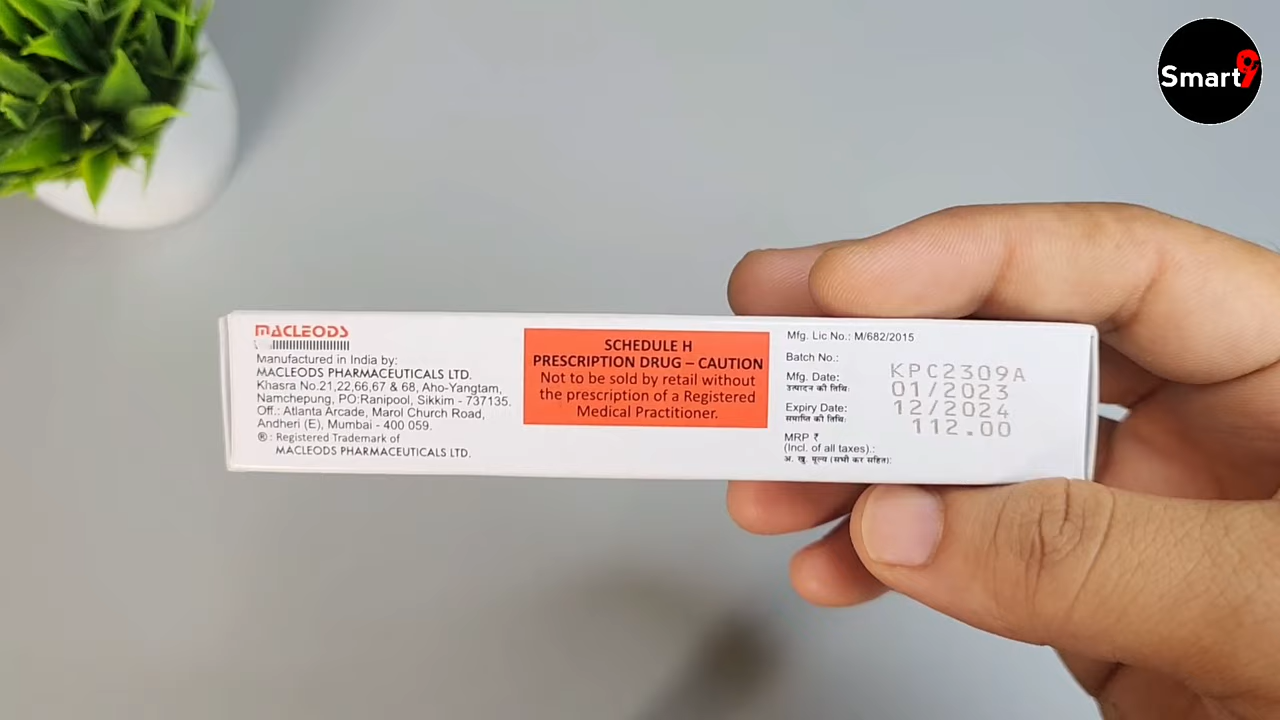 Smart9
MACLEODS
Manufactured in India by:
MACLEODS PHARMACEUTICALS LTD.
Khasra No.21,22,66,67 & 68, Aho-Yangtam,
Namchepung, PO:Ranipool, Sikkim - 737135.
Off.: Atlanta Arcade, Marol Church Road,
Andheri (E), Mumbai - 400 059.
® : Registered Trademark of
MACLEODS PHARMACEUTICALS LTD.
SCHEDULE H
PRESCRIPTION DRUG – CAUTION
Not to be sold by retail without
the prescription of a Registered
Medical Practitioner.
Mfg. Lic No.: M/682/2015
Batch No.: KPC2309A
Mfg. Date: 01/2023
उत्पादन की तिथि:
Expiry Date: 12/2024
समाप्ति की तिथि:
MRP ₹ 112.00
(Incl. of all taxes).:
अ. खु. मूल्य (सभी कर सहित):